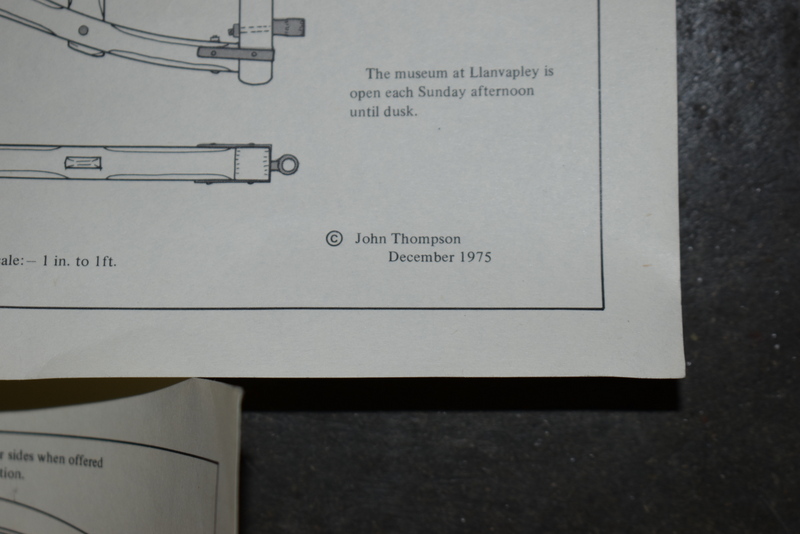 The museum at Llanvapley is
open each Sunday afternoon
until dusk.
© John Thompson
December 1975
ale:– 1 in. to 1ft.
sides when offered
tion.